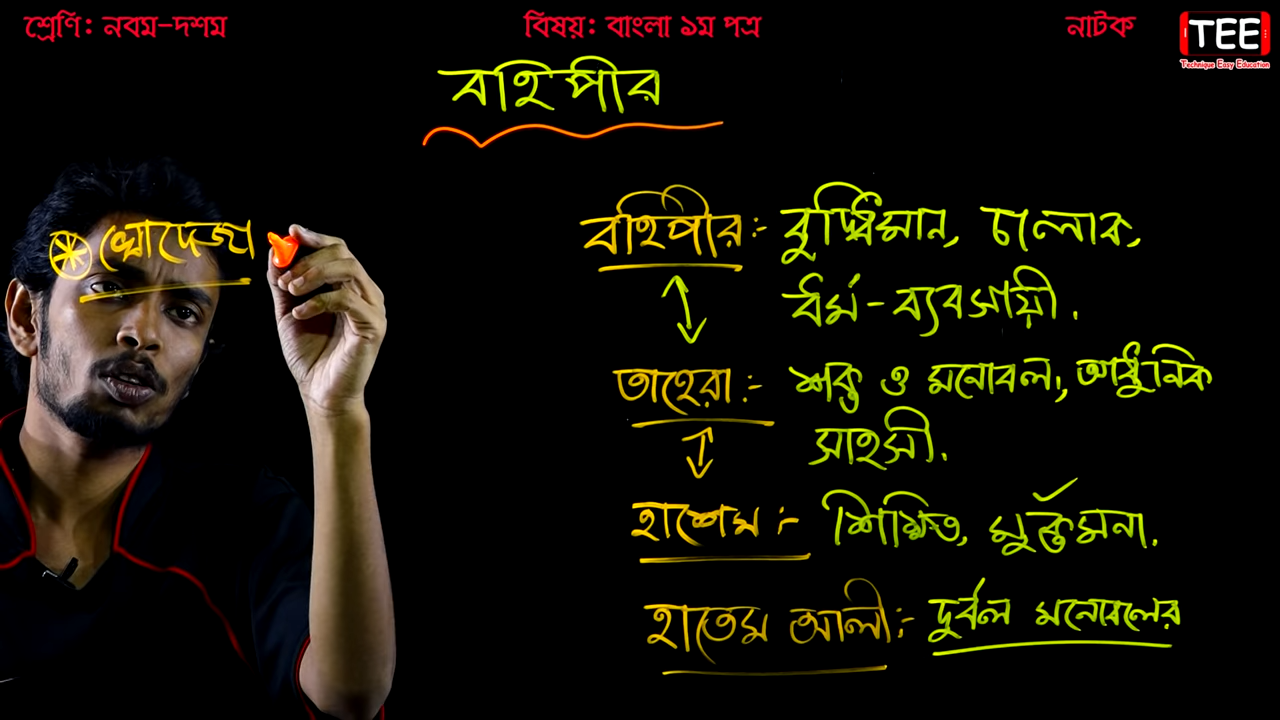 শ্রেণি: নবম-দশম
বিষয়: বাংলা ১ম পত্র
নাটক
TEE
Technique Easy Education
বহিপীর
খোদেজা
বহিপীর :- বুদ্ধিমান, চালাক,
ধর্ম - ব্যবসায়ী.
তাহেরা :- শক্ত ও মনোবল, আধুনিক
সাহসী.
হাশেম :- শিক্ষিত, মুক্তমনা.
হাতেম আলী :- দুর্বল মনোবলের